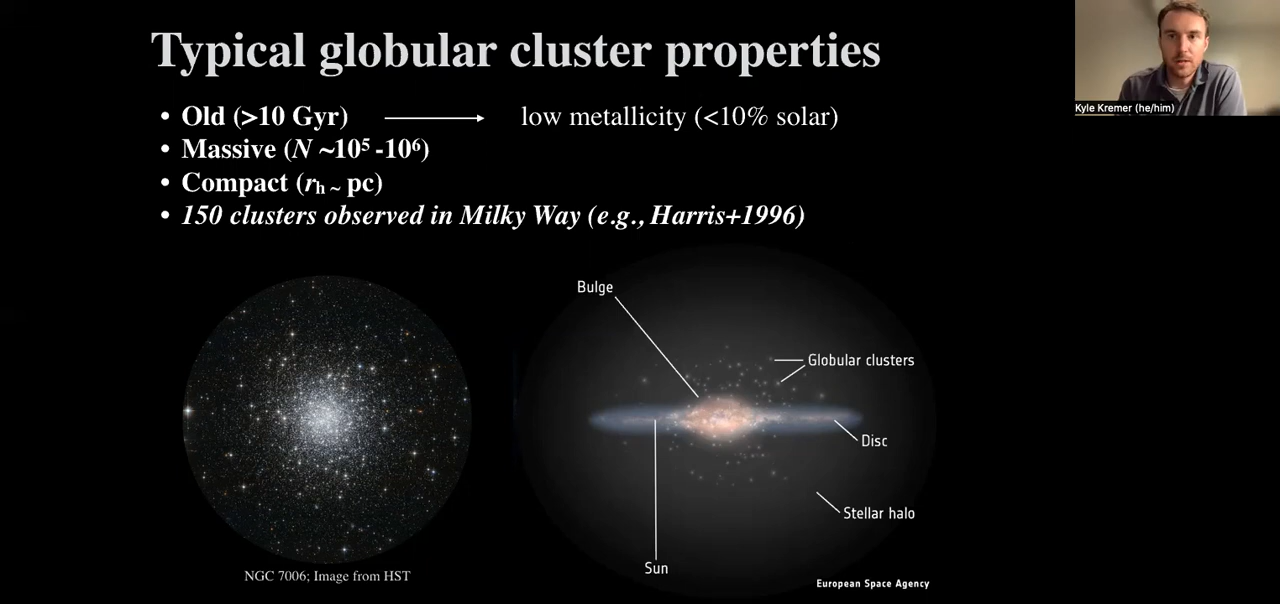 Typical globular cluster properties
Kyle Kremer (he/him)
• Old (>10 Gyr) ⟶ low metallicity (<10% solar)
• Massive (N ~10⁵ -10⁶)
• Compact (rₕ ~ pc)
• 150 clusters observed in Milky Way (e.g., Harris+1996)
Bulge
Globular clusters
Disc
Stellar halo
Sun
NGC 7006; Image from HST
European Space Agency